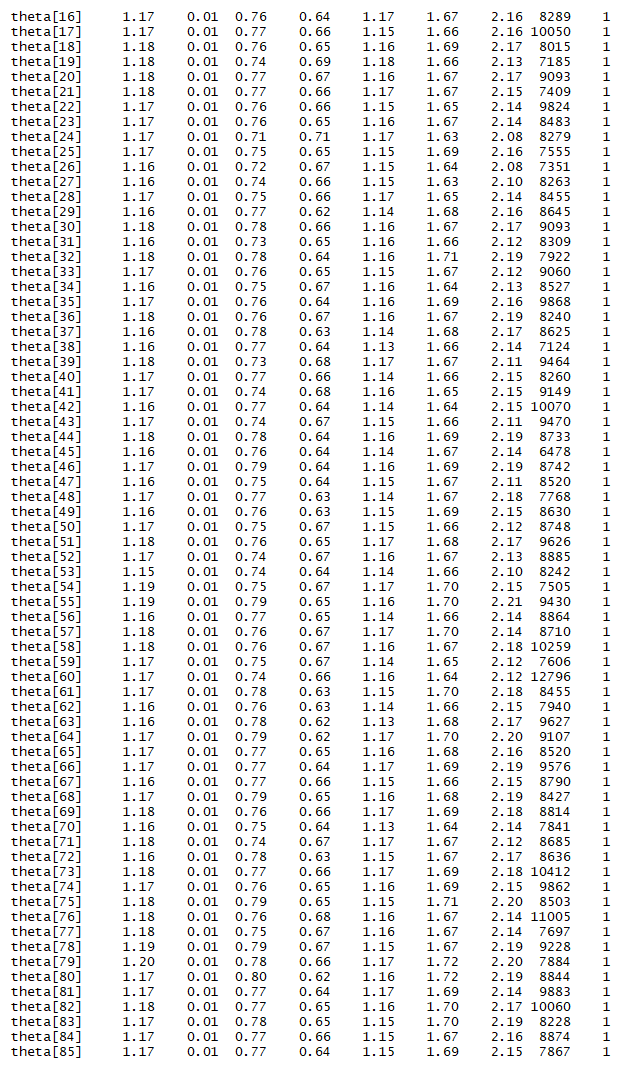 theta[16] 1.17 0.01 0.76 0.64 1.17 1.67 2.16 8289 1
theta[17] 1.17 0.01 0.77 0.66 1.15 1.66 2.16 10050 1
theta[18] 1.18 0.01 0.76 0.65 1.16 1.69 2.17 8015 1
theta[19] 1.18 0.01 0.74 0.69 1.18 1.66 2.13 7185 1
theta[20] 1.18 0.01 0.77 0.67 1.16 1.67 2.17 9093 1
theta[21] 1.18 0.01 0.77 0.66 1.17 1.67 2.15 7409 1
theta[22] 1.17 0.01 0.76 0.66 1.15 1.65 2.14 9824 1
theta[23] 1.17 0.01 0.76 0.65 1.16 1.67 2.14 8483 1
theta[24] 1.17 0.01 0.71 0.71 1.17 1.63 2.08 8279 1
theta[25] 1.17 0.01 0.75 0.65 1.15 1.69 2.16 7555 1
theta[26] 1.16 0.01 0.72 0.67 1.15 1.64 2.08 7351 1
theta[27] 1.16 0.01 0.74 0.66 1.15 1.63 2.10 8263 1
theta[28] 1.17 0.01 0.75 0.66 1.17 1.65 2.14 8455 1
theta[29] 1.16 0.01 0.77 0.62 1.14 1.68 2.16 8645 1
theta[30] 1.18 0.01 0.78 0.66 1.16 1.67 2.17 9093 1
theta[31] 1.16 0.01 0.73 0.65 1.16 1.66 2.12 8309 1
theta[32] 1.18 0.01 0.78 0.64 1.16 1.71 2.19 7922 1
theta[33] 1.17 0.01 0.76 0.65 1.15 1.67 2.12 9060 1
theta[34] 1.16 0.01 0.75 0.67 1.16 1.64 2.13 8527 1
theta[35] 1.17 0.01 0.76 0.64 1.16 1.69 2.16 9868 1
theta[36] 1.18 0.01 0.76 0.67 1.16 1.67 2.19 8240 1
theta[37] 1.16 0.01 0.78 0.63 1.14 1.68 2.17 8625 1
theta[38] 1.16 0.01 0.77 0.64 1.13 1.66 2.14 7124 1
theta[39] 1.18 0.01 0.73 0.68 1.17 1.67 2.11 9464 1
theta[40] 1.17 0.01 0.77 0.66 1.14 1.66 2.15 8260 1
theta[41] 1.17 0.01 0.74 0.68 1.16 1.65 2.15 9149 1
theta[42] 1.16 0.01 0.77 0.64 1.14 1.64 2.15 10070 1
theta[43] 1.17 0.01 0.74 0.67 1.15 1.66 2.11 9470 1
theta[44] 1.18 0.01 0.78 0.64 1.16 1.69 2.19 8733 1
theta[45] 1.16 0.01 0.76 0.64 1.14 1.67 2.14 6478 1
theta[46] 1.17 0.01 0.79 0.64 1.16 1.69 2.19 8742 1
theta[47] 1.16 0.01 0.75 0.64 1.15 1.67 2.11 8520 1
theta[48] 1.17 0.01 0.77 0.63 1.14 1.67 2.18 7768 1
theta[49] 1.16 0.01 0.76 0.63 1.15 1.69 2.15 8630 1
theta[50] 1.17 0.01 0.75 0.67 1.15 1.66 2.12 8748 1
theta[51] 1.18 0.01 0.76 0.65 1.17 1.68 2.17 9626 1
theta[52] 1.17 0.01 0.74 0.67 1.16 1.67 2.13 8885 1
theta[53] 1.15 0.01 0.74 0.64 1.14 1.66 2.10 8242 1
theta[54] 1.19 0.01 0.75 0.67 1.17 1.70 2.15 7505 1
theta[55] 1.19 0.01 0.79 0.65 1.16 1.70 2.21 9430 1
theta[56] 1.16 0.01 0.77 0.65 1.14 1.66 2.14 8864 1
theta[57] 1.18 0.01 0.76 0.67 1.17 1.70 2.14 8710 1
theta[58] 1.18 0.01 0.76 0.67 1.16 1.67 2.18 10259 1
theta[59] 1.17 0.01 0.75 0.67 1.14 1.65 2.12 7606 1
theta[60] 1.17 0.01 0.74 0.66 1.16 1.64 2.12 12796 1
theta[61] 1.17 0.01 0.78 0.63 1.15 1.70 2.18 8455 1
theta[62] 1.16 0.01 0.76 0.63 1.14 1.66 2.15 7940 1
theta[63] 1.16 0.01 0.78 0.62 1.13 1.68 2.17 9627 1
theta[64] 1.17 0.01 0.79 0.62 1.17 1.70 2.20 9107 1
theta[65] 1.17 0.01 0.77 0.65 1.16 1.68 2.16 8520 1
theta[66] 1.17 0.01 0.77 0.64 1.17 1.69 2.19 9576 1
theta[67] 1.16 0.01 0.77 0.66 1.15 1.66 2.15 8790 1
theta[68] 1.17 0.01 0.79 0.65 1.16 1.68 2.19 8427 1
theta[69] 1.18 0.01 0.76 0.66 1.17 1.69 2.18 8814 1
theta[70] 1.16 0.01 0.75 0.64 1.13 1.64 2.14 7841 1
theta[71] 1.18 0.01 0.74 0.67 1.17 1.67 2.12 8685 1
theta[72] 1.16 0.01 0.78 0.63 1.15 1.67 2.17 8636 1
theta[73] 1.18 0.01 0.77 0.66 1.17 1.69 2.18 10412 1
theta[74] 1.17 0.01 0.76 0.65 1.16 1.69 2.15 9862 1
theta[75] 1.18 0.01 0.79 0.65 1.15 1.71 2.20 8503 1
theta[76] 1.18 0.01 0.76 0.68 1.16 1.67 2.14 11005 1
theta[77] 1.18 0.01 0.75 0.67 1.16 1.67 2.14 7697 1
theta[78] 1.19 0.01 0.79 0.67 1.15 1.67 2.19 9228 1
theta[79] 1.20 0.01 0.78 0.66 1.17 1.72 2.20 7884 1
theta[80] 1.17 0.01 0.80 0.62 1.16 1.72 2.19 8844 1
theta[81] 1.17 0.01 0.77 0.64 1.17 1.69 2.14 9883 1
theta[82] 1.18 0.01 0.77 0.65 1.16 1.70 2.17 10060 1
theta[83] 1.17 0.01 0.78 0.65 1.15 1.70 2.19 8228 1
theta[84] 1.17 0.01 0.77 0.66 1.15 1.67 2.16 8874 1
theta[85] 1.17 0.01 0.77 0.64 1.15 1.69 2.15 7867 1